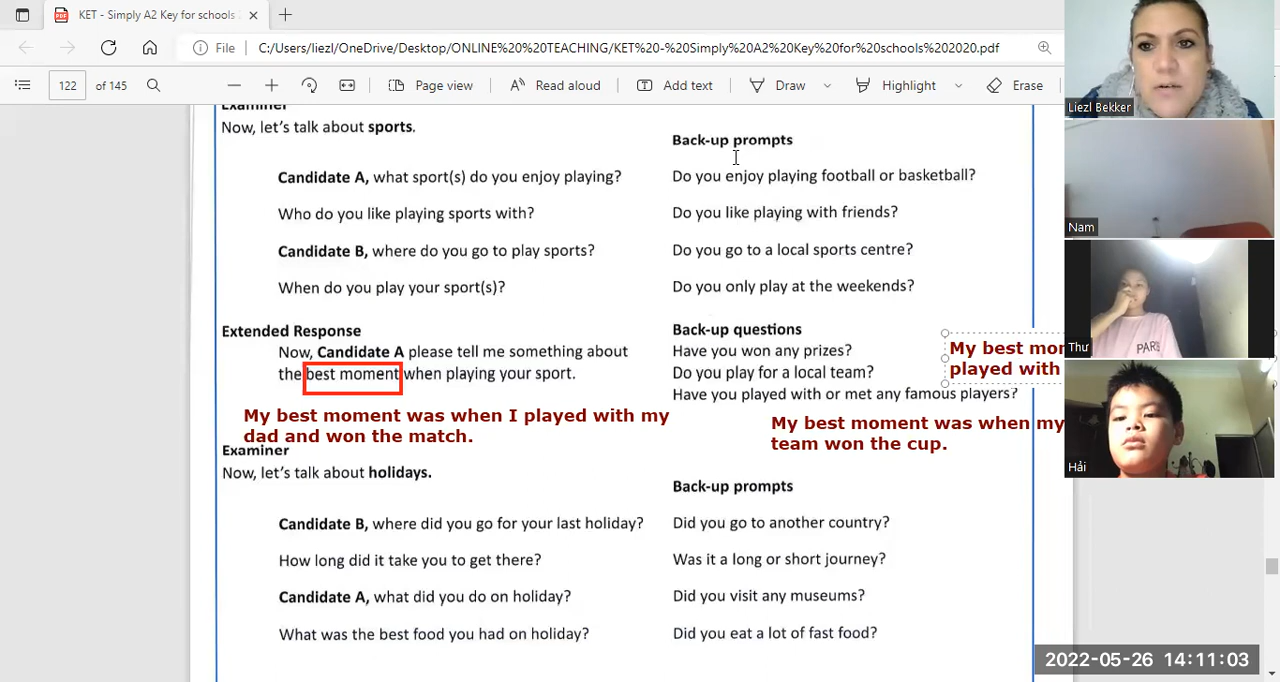 KET - Simply A2 Key for schools
File C:/Users/liezl/OneDrive/Desktop/ONLINE%20%20TEACHING/KET%20-%20Simply%20A2%20Key%20for%20schools%202020.pdf
122 of 145 Page view Read aloud Add text Draw Highlight Erase
Examiner
Now, let's talk about sports.
Back-up prompts
Candidate A, what sport(s) do you enjoy playing?
Do you enjoy playing football or basketball?
Who do you like playing sports with?
Do you like playing with friends?
Candidate B, where do you go to play sports?
Do you go to a local sports centre?
When do you play your sport(s)?
Do you only play at the weekends?
Extended Response
Now, Candidate A please tell me something about
the best moment when playing your sport.
Back-up questions
Have you won any prizes?
Do you play for a local team?
Have you played with or met any famous players?
My best mom
played with
My best moment was when I played with my
dad and won the match.
My best moment was when my
team won the cup.
Examiner
Now, let's talk about holidays.
Back-up prompts
Candidate B, where did you go for your last holiday?
Did you go to another country?
How long did it take you to get there?
Was it a long or short journey?
Candidate A, what did you do on holiday?
Did you visit any museums?
What was the best food you had on holiday?
Did you eat a lot of fast food?
Liezl Bekker
Nam
Thư
PARIS
Hải
2022-05-26 14:11:03